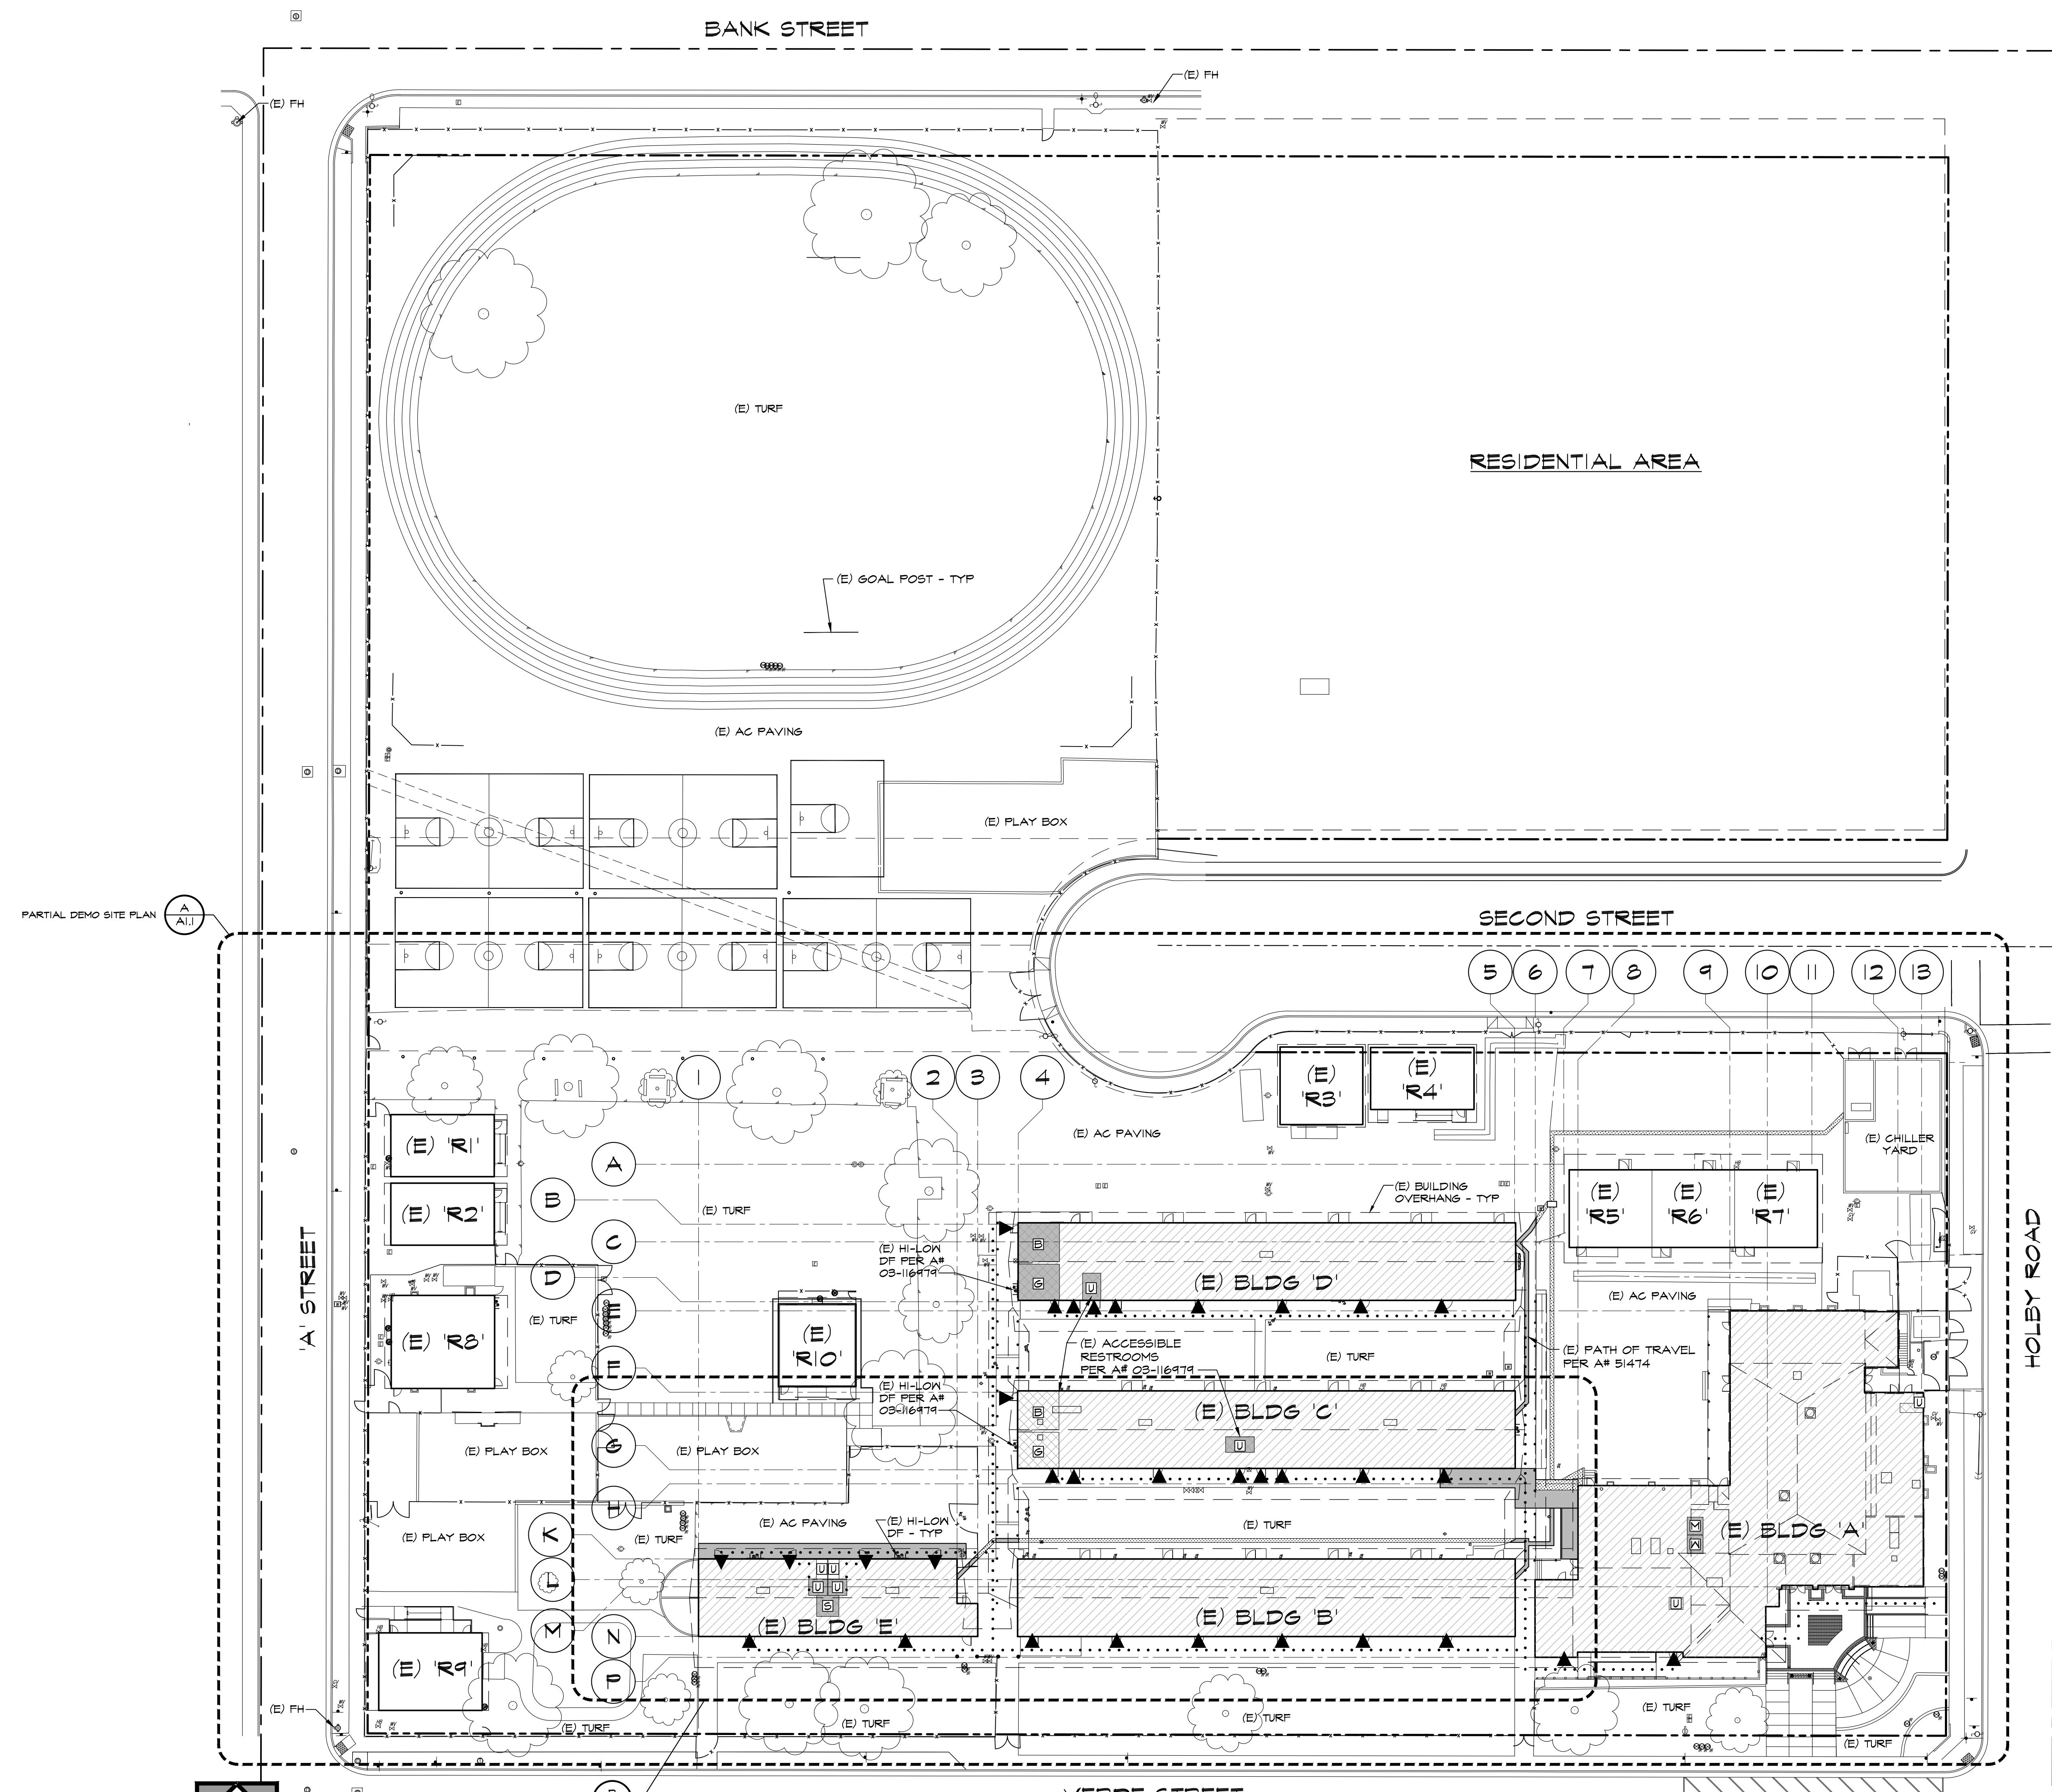 BANK STREET
(E) FH
(E) FH
(E) TURF
RESIDENTIAL AREA
(E) GOAL POST - TYP
(E) AC PAVING
(E) PLAY BOX
PARTIAL DEMO SITE PLAN
A
A1.1
SECOND STREET
5
6
7
8
9
10
11
12
13
1
2
3
4
(E)
'R3'
(E)
'R4'
(E) AC PAVING
(E) CHILLER
YARD
(E) 'R1'
A
(E) 'R2'
B
(E) TURF
(E) BUILDING
OVERHANG - TYP
(E)
'R5'
(E)
'R6'
(E)
'R7'
'A' STREET
HOLBY ROAD
C
D
E
F
G
H
K
L
M
N
P
(E) HI-LOW
DF PER A#
03-116979
B
G
U
(E) BLDG 'D'
(E) AC PAVING
(E) 'R8'
(E) TURF
(E)
'R10'
(E) ACCESSIBLE
RESTROOMS
PER A# 03-116979
(E) TURF
(E) PATH OF TRAVEL
PER A# 51474
(E) HI-LOW
DF PER A#
03-116979
B
G
U
(E) BLDG 'C'
U
(E) PLAY BOX
(E) PLAY BOX
(E) PLAY BOX
(E) TURF
(E) AC PAVING
(E) HI-LOW
DF - TYP
(E) TURF
M
W
(E) BLDG 'A'
U
U U
U U
S
(E) BLDG 'E'
(E) BLDG 'B'
(E) 'R9'
(E) FH
(E) TURF
(E) TURF
(E) TURF
(E) TURF
(E) TURF